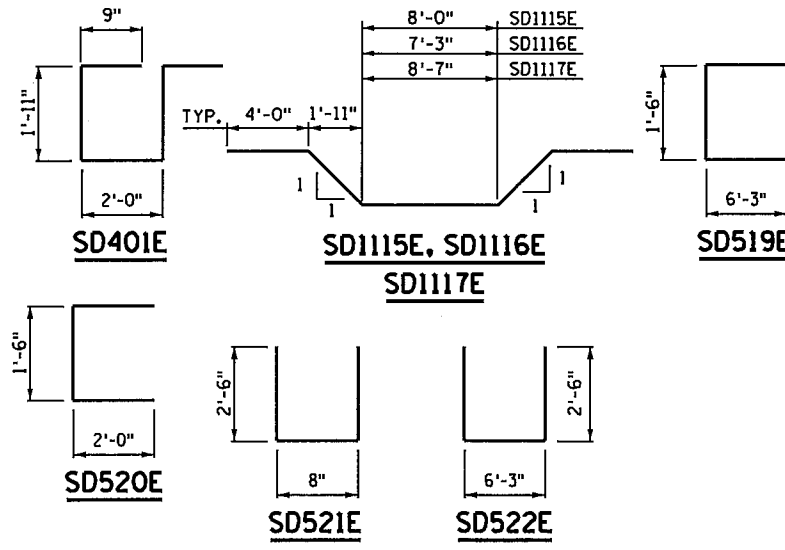 9"
1'-11"
2'-0"
SD401E
8'-0" SD1115E
7'-3" SD1116E
8'-7" SD1117E
TYP. 4'-0" 1'-11"
1
1
1
1
SD1115E, SD1116E
SD1117E
1'-6"
6'-3"
SD519E
1'-6"
2'-0"
SD520E
2'-6"
8"
SD521E
2'-6"
6'-3"
SD522E